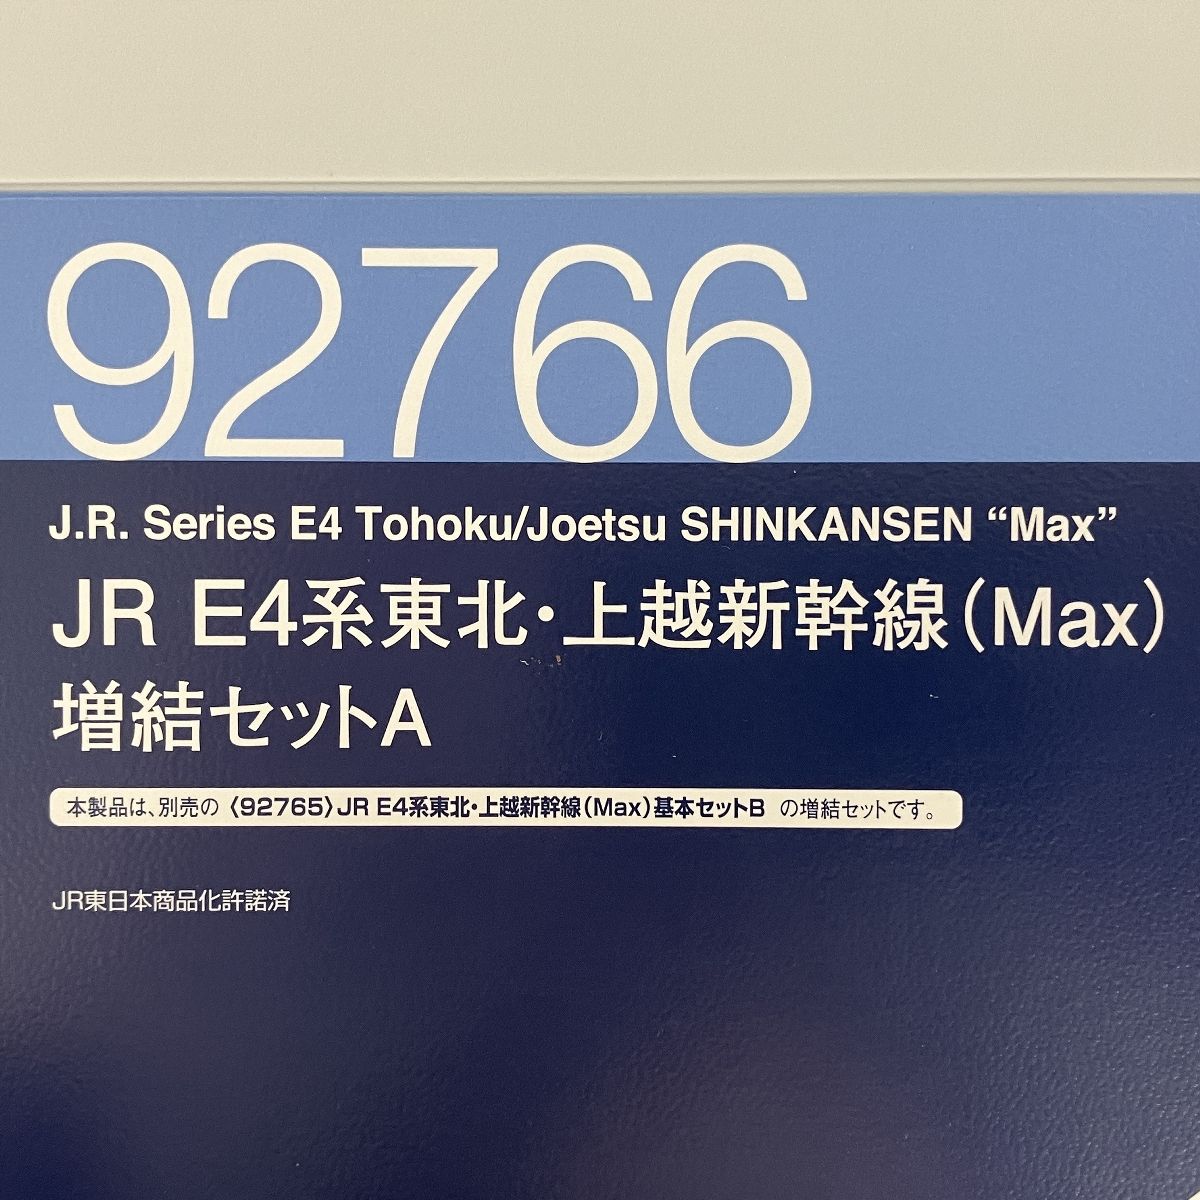 92766
J.R. Series E4 Tohoku/Joetsu SHINKANSEN “Max”
JR E4系東北・上越新幹線(Max)
増結セットA
本製品は、別売の〈92765〉JR E4系東北・上越新幹線(Max)基本セットB の増結セットです。
JR東日本商品化許諾済